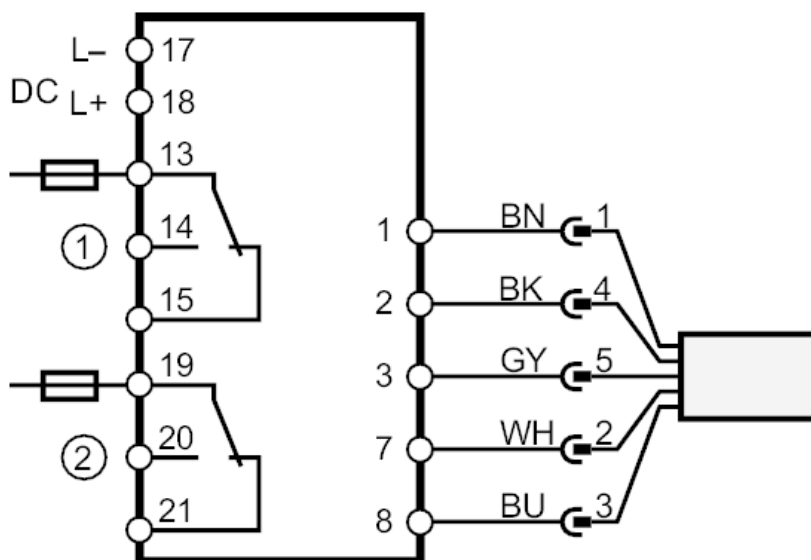 L– 17
DC L+ 18
13
① 14
15
19
② 20
21
1 BN 1
2 BK 4
3 GY 5
7 WH 2
8 BU 3